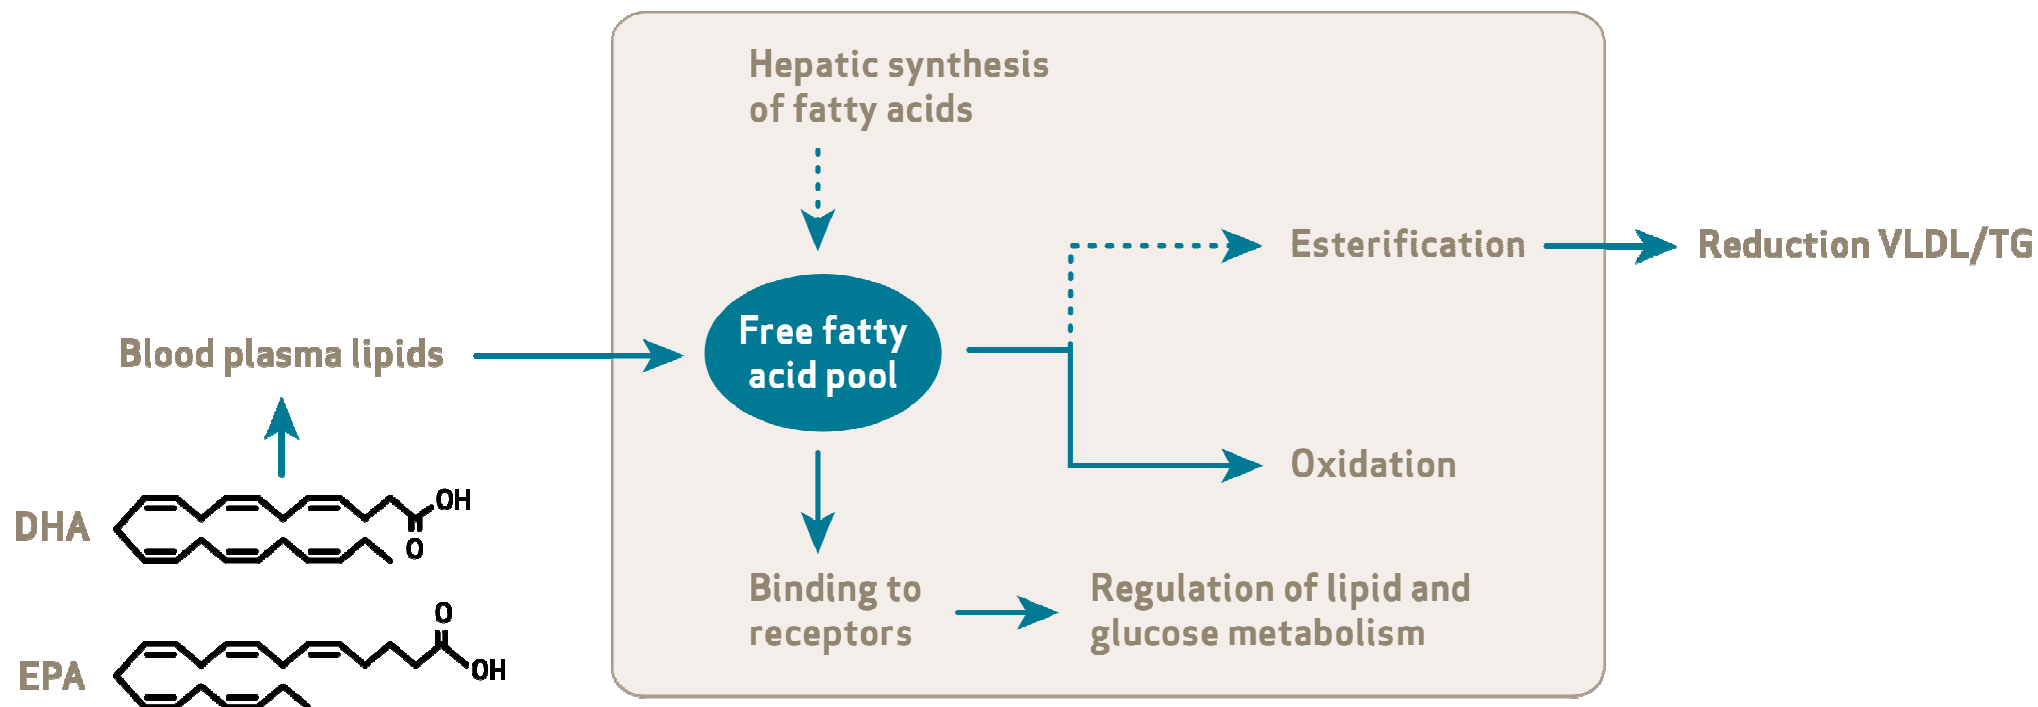 Hepatic synthesis
of fatty acids
Esterification
Reduction VLDL/TG
Free fatty
acid pool
Blood plasma lipids
Oxidation
DHA
OH
O
Binding to
receptors
Regulation of lipid and
glucose metabolism
EPA
O
OH